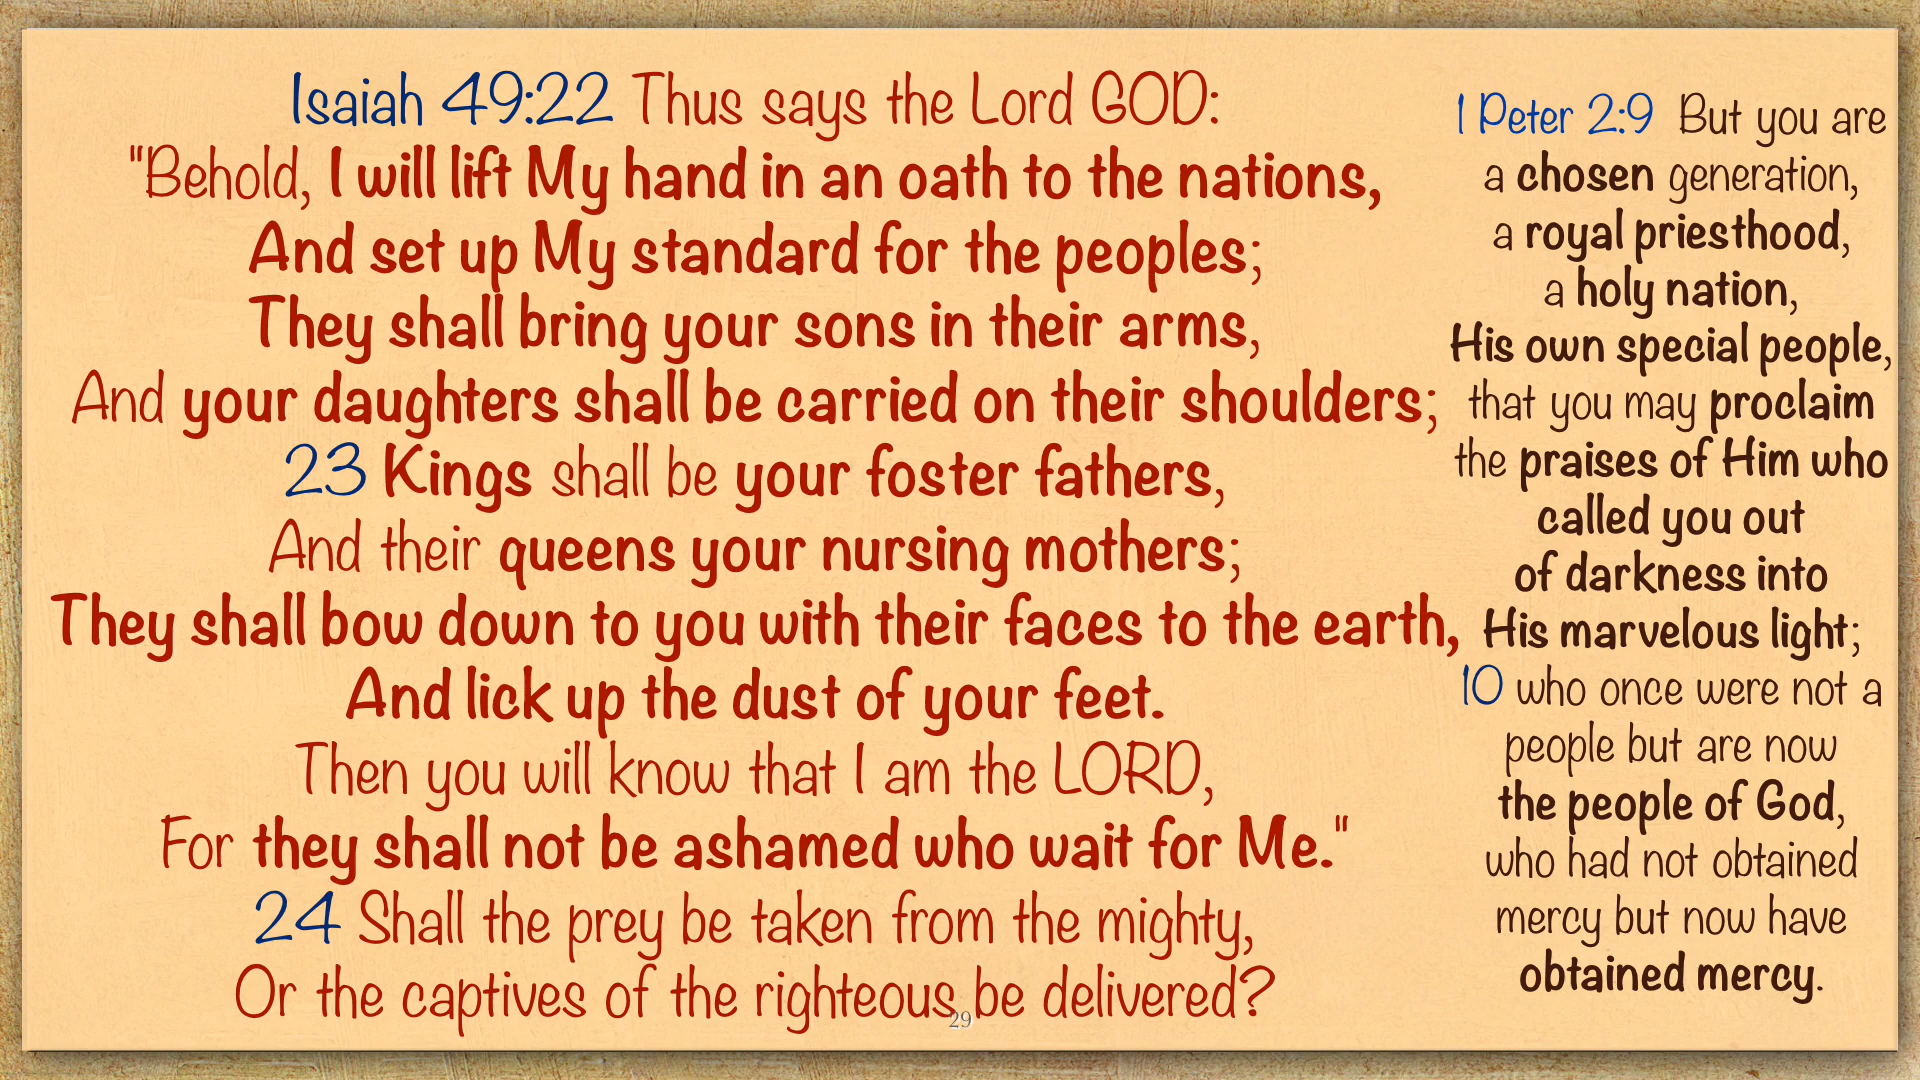 Isaiah 49:22 Thus says the Lord GOD:
"Behold, I will lift My hand in an oath to the nations,
And set up My standard for the peoples;
They shall bring your sons in their arms,
And your daughters shall be carried on their shoulders;
23 Kings shall be your foster fathers,
And their queens your nursing mothers;
They shall bow down to you with their faces to the earth,
And lick up the dust of your feet.
Then you will know that I am the LORD,
For they shall not be ashamed who wait for Me."
24 Shall the prey be taken from the mighty,
Or the captives of the righteous be delivered?
1 Peter 2:9 But you are
a chosen generation,
a royal priesthood,
a holy nation,
His own special people,
that you may proclaim
the praises of Him who
called you out
of darkness into
His marvelous light;
10 who once were not a
people but are now
the people of God,
who had not obtained
mercy but now have
obtained mercy.
29